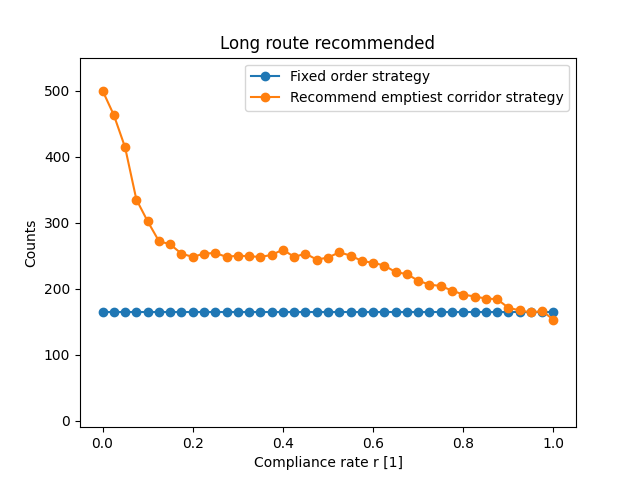 Long route recommended
Fixed order strategy
Recommend emptiest corridor strategy
Counts
500
400
300
200
100
0
0.0 0.2 0.4 0.6 0.8 1.0
Compliance rate r [1]